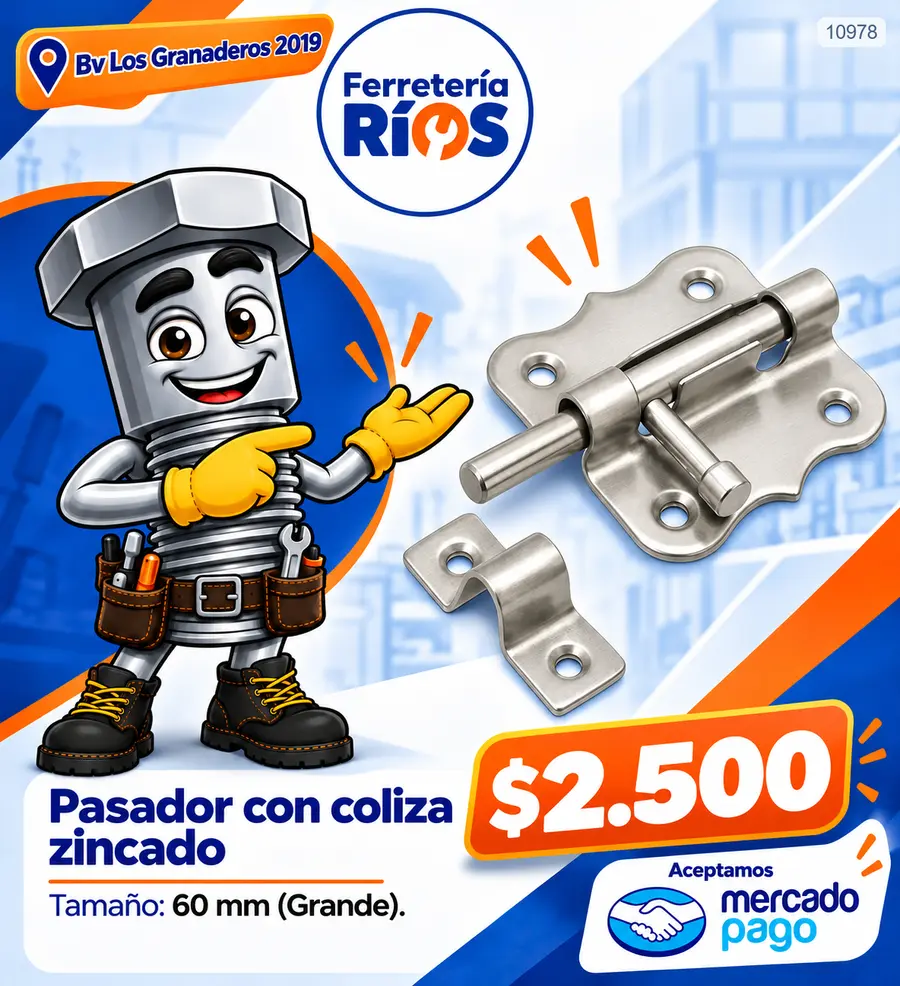 Bv Los Granaderos 2019
Ferretería
Ríos
10978
$2.500
Pasador con coliza
zincado
Tamaño: 60 mm (Grande).
Aceptamos
mercado
pago